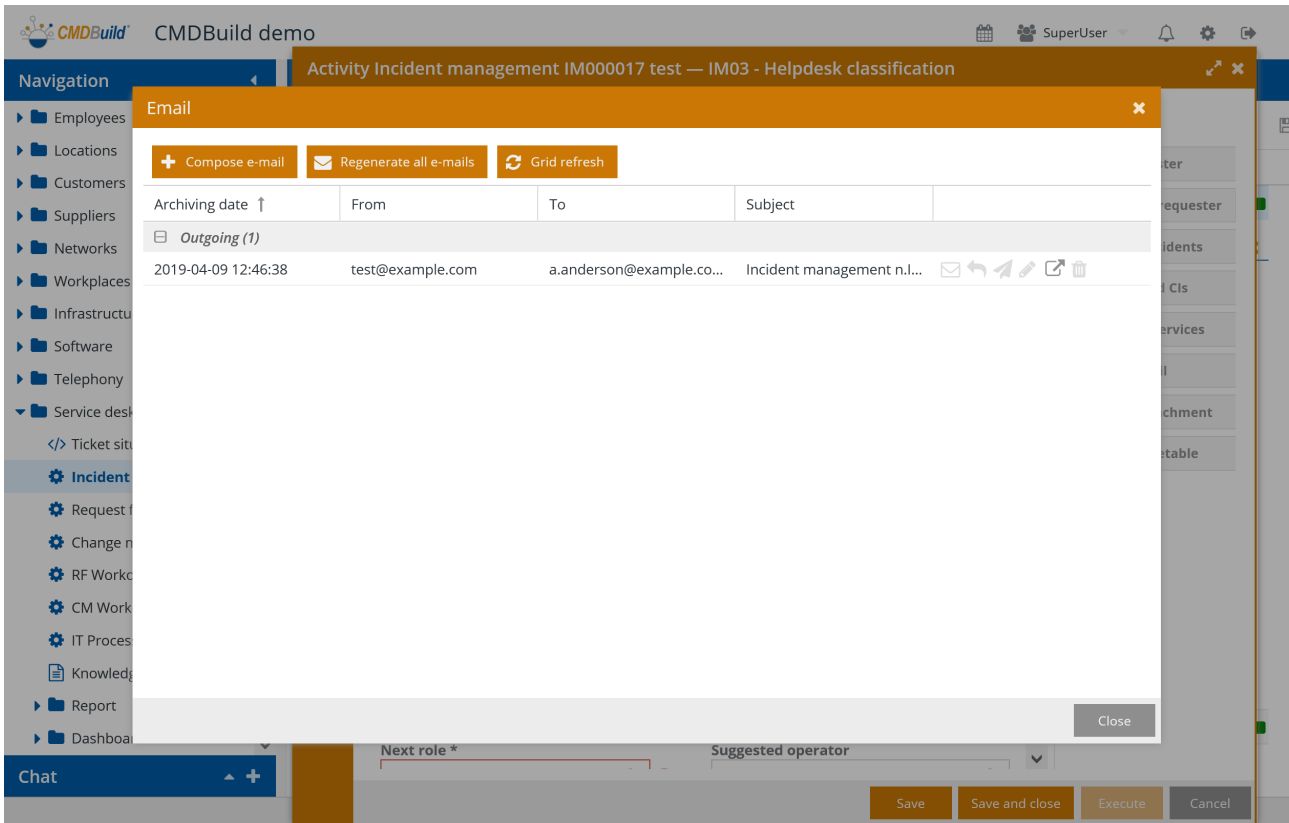 CMDBuild CMDBuild demo SuperUser
Navigation
Activity Incident management IM000017 test — IM03 - Helpdesk classification
Email
Employees
Locations
Customers
Suppliers
Networks
Workplaces
Infrastructu
Software
Telephony
Service desk
</> Ticket situ
Incident
Request f
Change
RF Work
CM Work
IT Proces
Knowledg
Report
Dashboa
Chat
Compose e-mail Regenerate all e-mails Grid refresh
Archiving date From To Subject
Outgoing (1)
2019-04-09 12:46:38 test@example.com a.anderson@example.co... Incident management n.I...
Close
requester
idents
CIs
ervices
chment
etable
Next role * Suggested operator
Save Save and close Execute Cancel